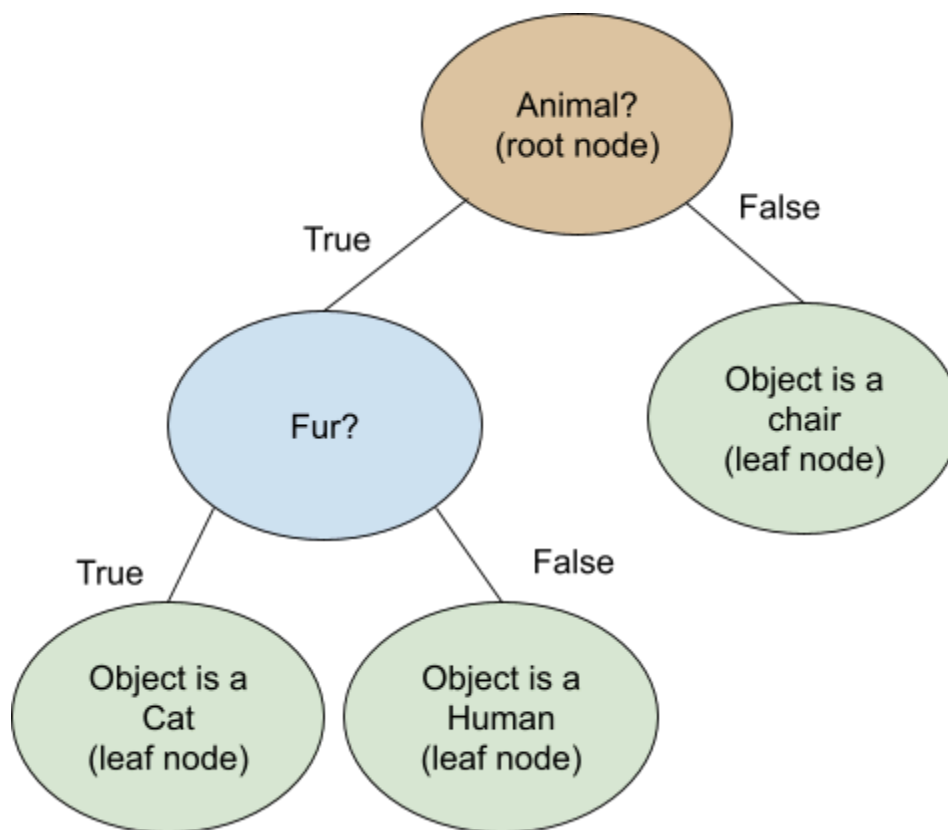 Animal?
(root node)
True
False
Fur?
Object is a
chair
(leaf node)
True
False
Object is a
Cat
(leaf node)
Object is a
Human
(leaf node)